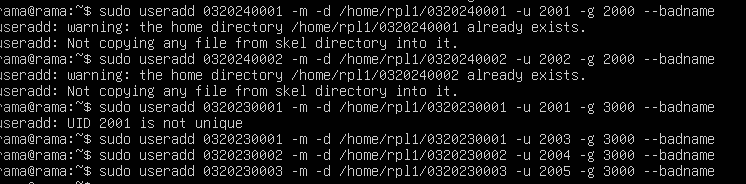 rama@rama:~$ sudo useradd 0320240001 -m -d /home/rpl1/0320240001 -u 2001 -g 2000 --badname
useradd: warning: the home directory /home/rpl1/0320240001 already exists.
useradd: Not copying any file from skel directory into it.
rama@rama:~$ sudo useradd 0320240002 -m -d /home/rpl1/0320240002 -u 2002 -g 2000 --badname
useradd: warning: the home directory /home/rpl1/0320240002 already exists.
useradd: Not copying any file from skel directory into it.
rama@rama:~$ sudo useradd 0320230001 -m -d /home/rpl1/0320230001 -u 2001 -g 3000 --badname
useradd: UID 2001 is not unique
rama@rama:~$ sudo useradd 0320230001 -m -d /home/rpl1/0320230001 -u 2003 -g 3000 --badname
rama@rama:~$ sudo useradd 0320230002 -m -d /home/rpl1/0320230002 -u 2004 -g 3000 --badname
rama@rama:~$ sudo useradd 0320230003 -m -d /home/rpl1/0320230003 -u 2005 -g 3000 --badname